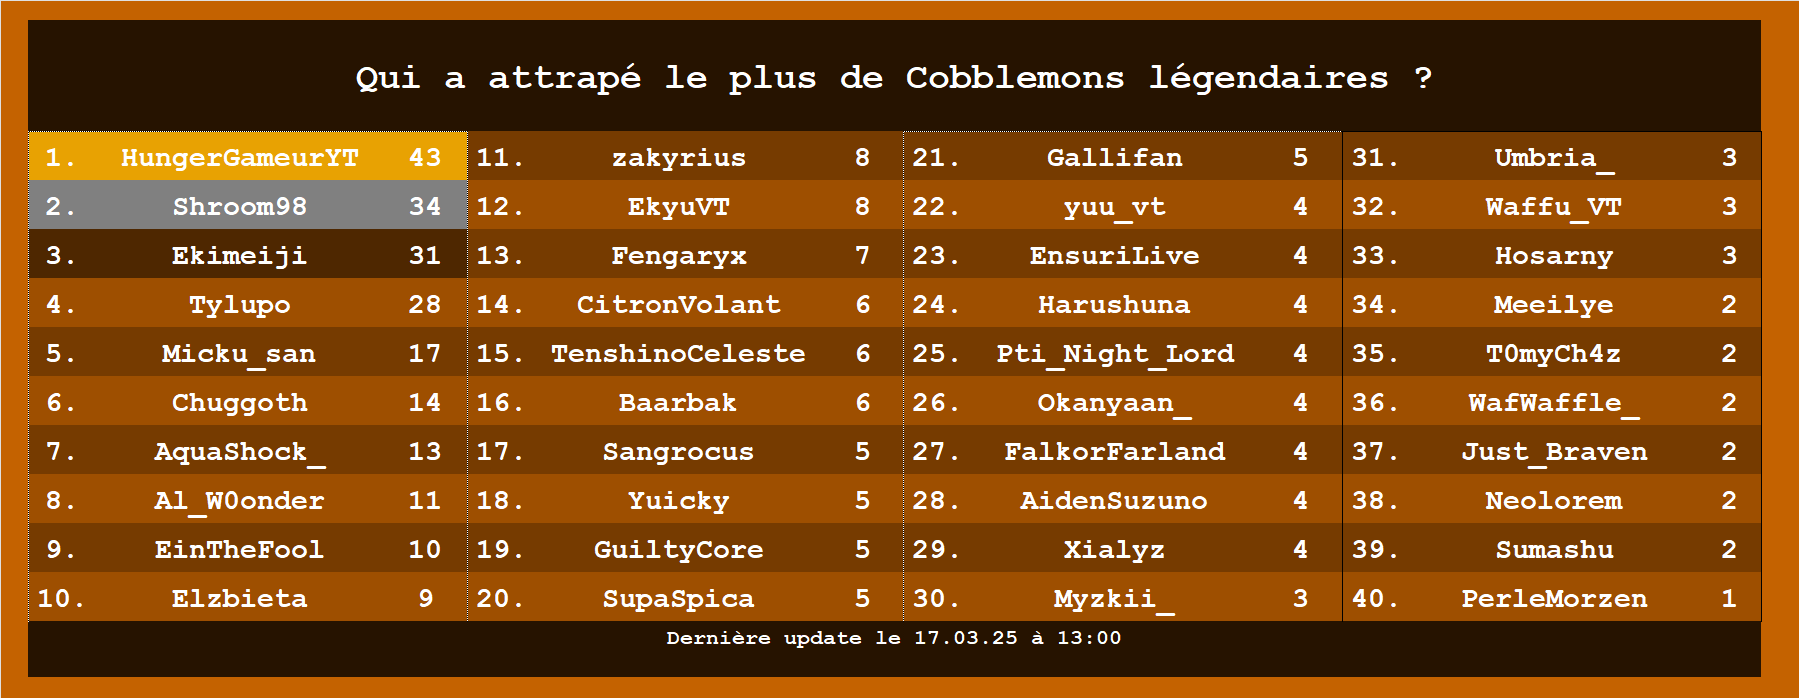 Qui a attrapé le plus de Cobblemons légendaires ?
1. HungerGameurYT 43
2. Shroom98 34
3. Ekimeiji 31
4. Tylupo 28
5. Micku_san 17
6. Chuggoth 14
7. AquaShock_ 13
8. Al_W0onder 11
9. EinTheFool 10
10. Elzbieta 9
11. zakyrius 8
12. EkyuVT 8
13. Fengaryx 7
14. CitronVolant 6
15. TenshinoCeleste 6
16. Baarbak 6
17. Sangrocus 5
18. Yuicky 5
19. GuiltyCore 5
20. SupaSpica 5
21. Gallifan 5
22. yuu_vt 4
23. EnsuriLive 4
24. Harushuna 4
25. Pti_Night_Lord 4
26. Okanyaan_ 4
27. FalkorFarland 4
28. AidenSuzuno 4
29. Xialyz 4
30. Myzkii_ 3
31. Umbria_ 3
32. Waffu_VT 3
33. Hosarny 3
34. Meeilye 2
35. T0myCh4z 2
36. WafWaffle_ 2
37. Just_Braven 2
38. Neolorem 2
39. Sumashu 2
40. PerleMorzen 1
Dernière update le 17.03.25 à 13:00